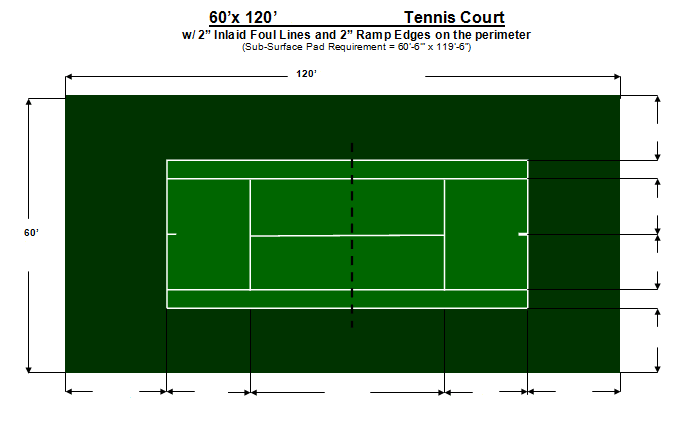 60’x 120’ Tennis Court
w/ 2” Inlaid Foul Lines and 2” Ramp Edges on the perimeter
(Sub-Surface Pad Requirement = 60’-6’” x 119’-6”)
120’
60’